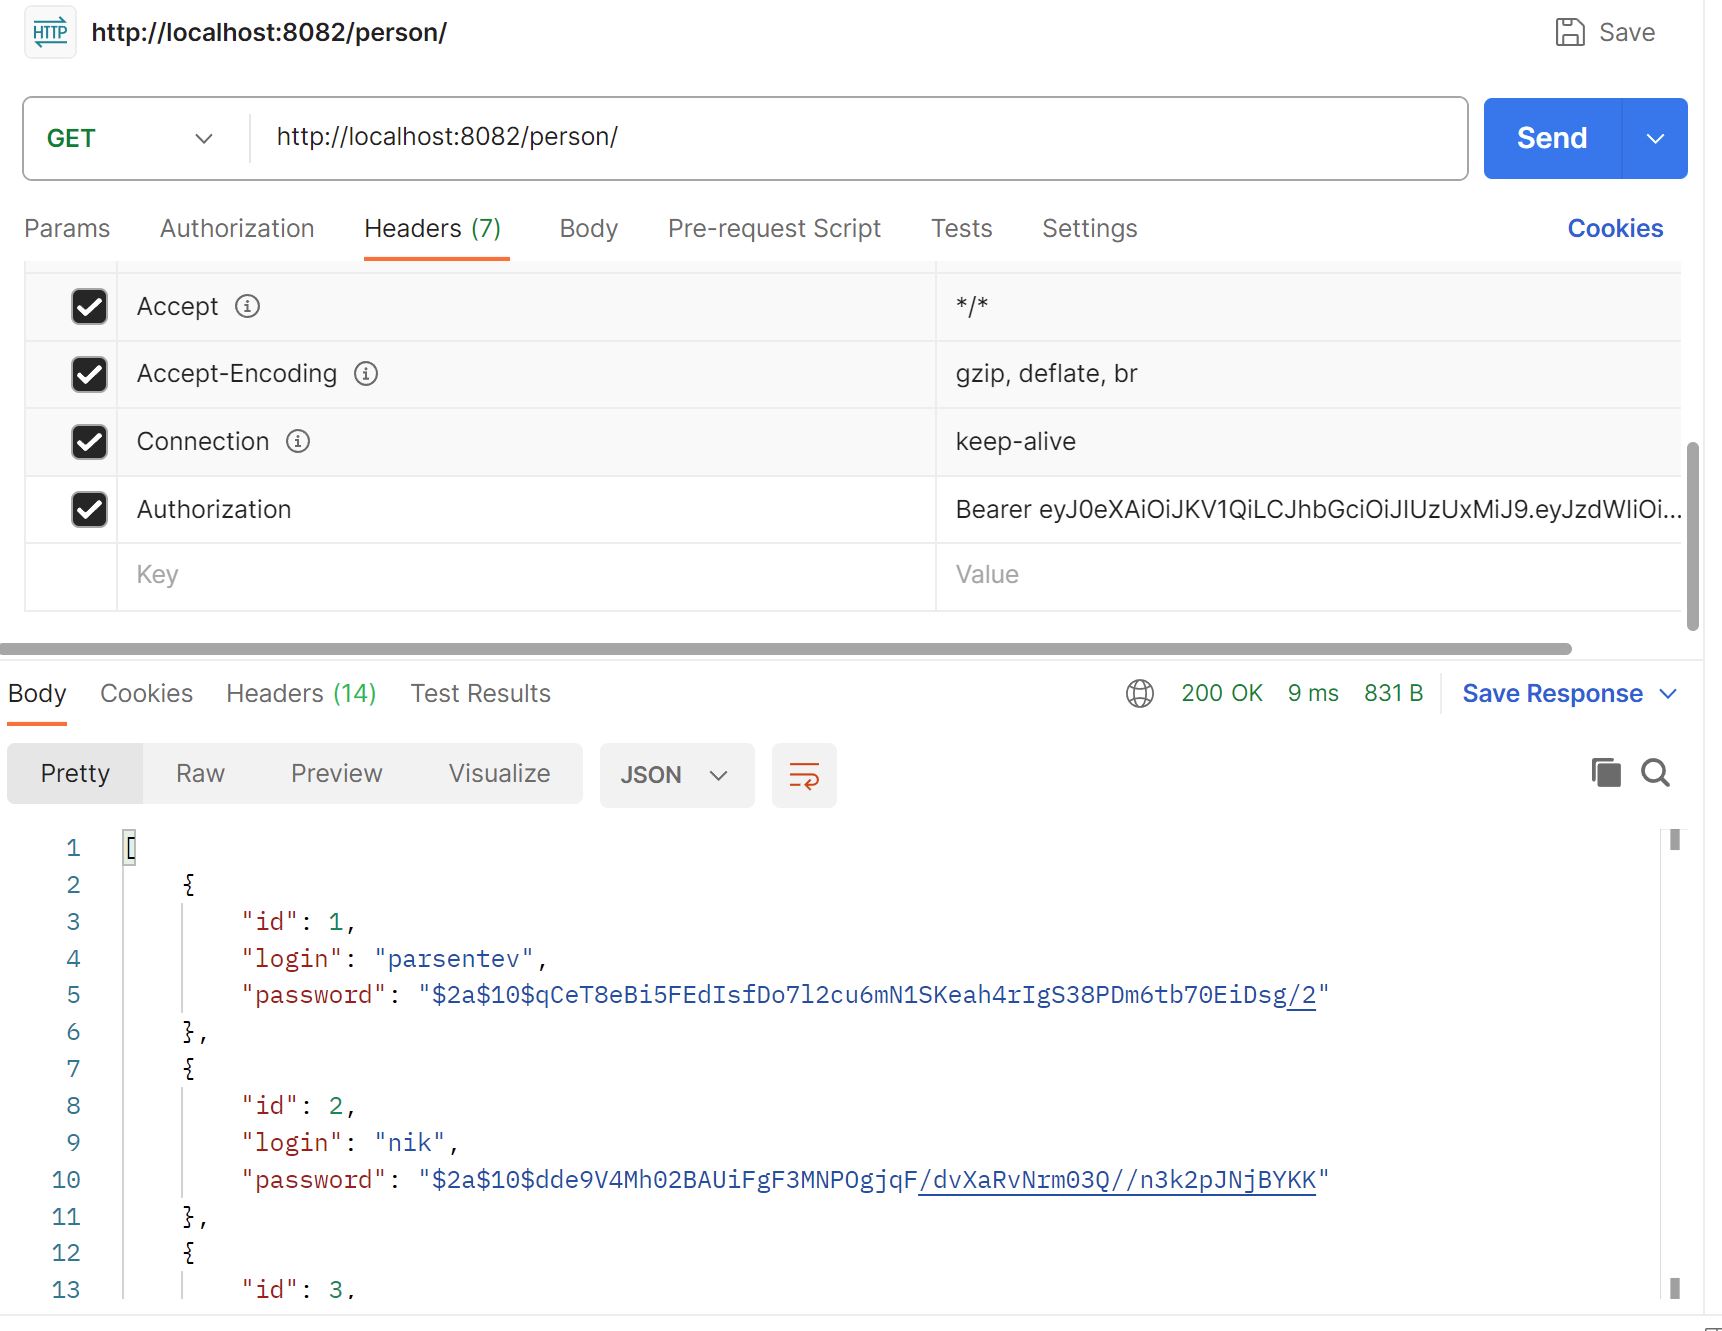 HTTP http://localhost:8082/person/ Save
GET http://localhost:8082/person/ Send
Params Authorization Headers (7) Body Pre-request Script Tests Settings Cookies
Accept */*
Accept-Encoding gzip, deflate, br
Connection keep-alive
Authorization Bearer eyJ0eXAiOiJKV1QiLCJhbGciOiJIUzUxMiJ9.eyJzdWIiOi...
Key Value
Body Cookies Headers (14) Test Results 200 OK 9 ms 831 B Save Response
Pretty Raw Preview Visualize JSON
1 [
2 {
3 "id": 1,
4 "login": "parsentev",
5 "password": "$2a$10$qCeT8eBi5FEdIsfDo7l2cu6mN1SKeah4rIgS38PDm6tb70EiDsg/2"
6 },
7 {
8 "id": 2,
9 "login": "nik",
10 "password": "$2a$10$dde9V4Mh02BAUiFgF3MNPOgjqF/dvXaRvNrm03Q//n3k2pJNjBYKK"
11 },
12 {
13 "id": 3,